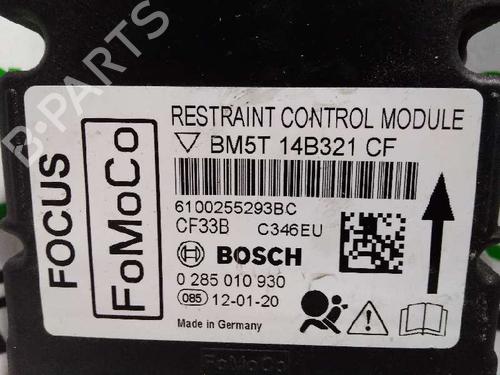 RESTRAINT CONTROL MODULE
BM5T 14B321 CF
6100255293BC
CF33B C346EU
BOSCH
0 285 010 930
085 12-01-20
Made in Germany
FOCUS
FoMoCo
FoMoCo
B-PARTS